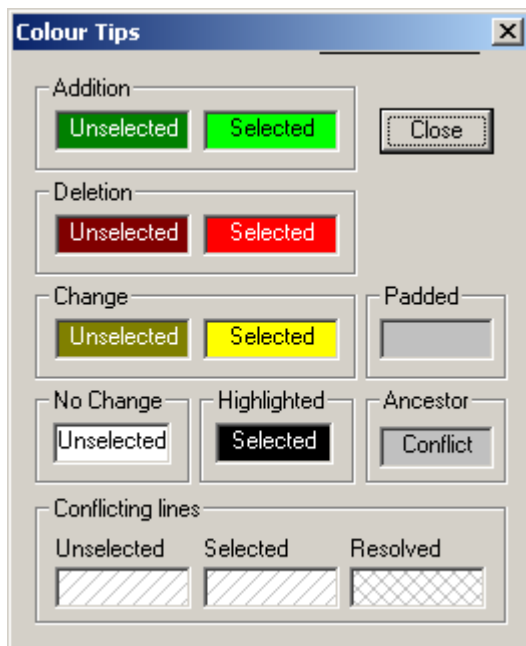 Colour Tips
Addition
Unselected Selected
Close
Deletion
Unselected Selected
Change Padded
Unselected Selected
No Change Highlighted Ancestor
Unselected Selected Conflict
Conflicting lines
Unselected Selected Resolved